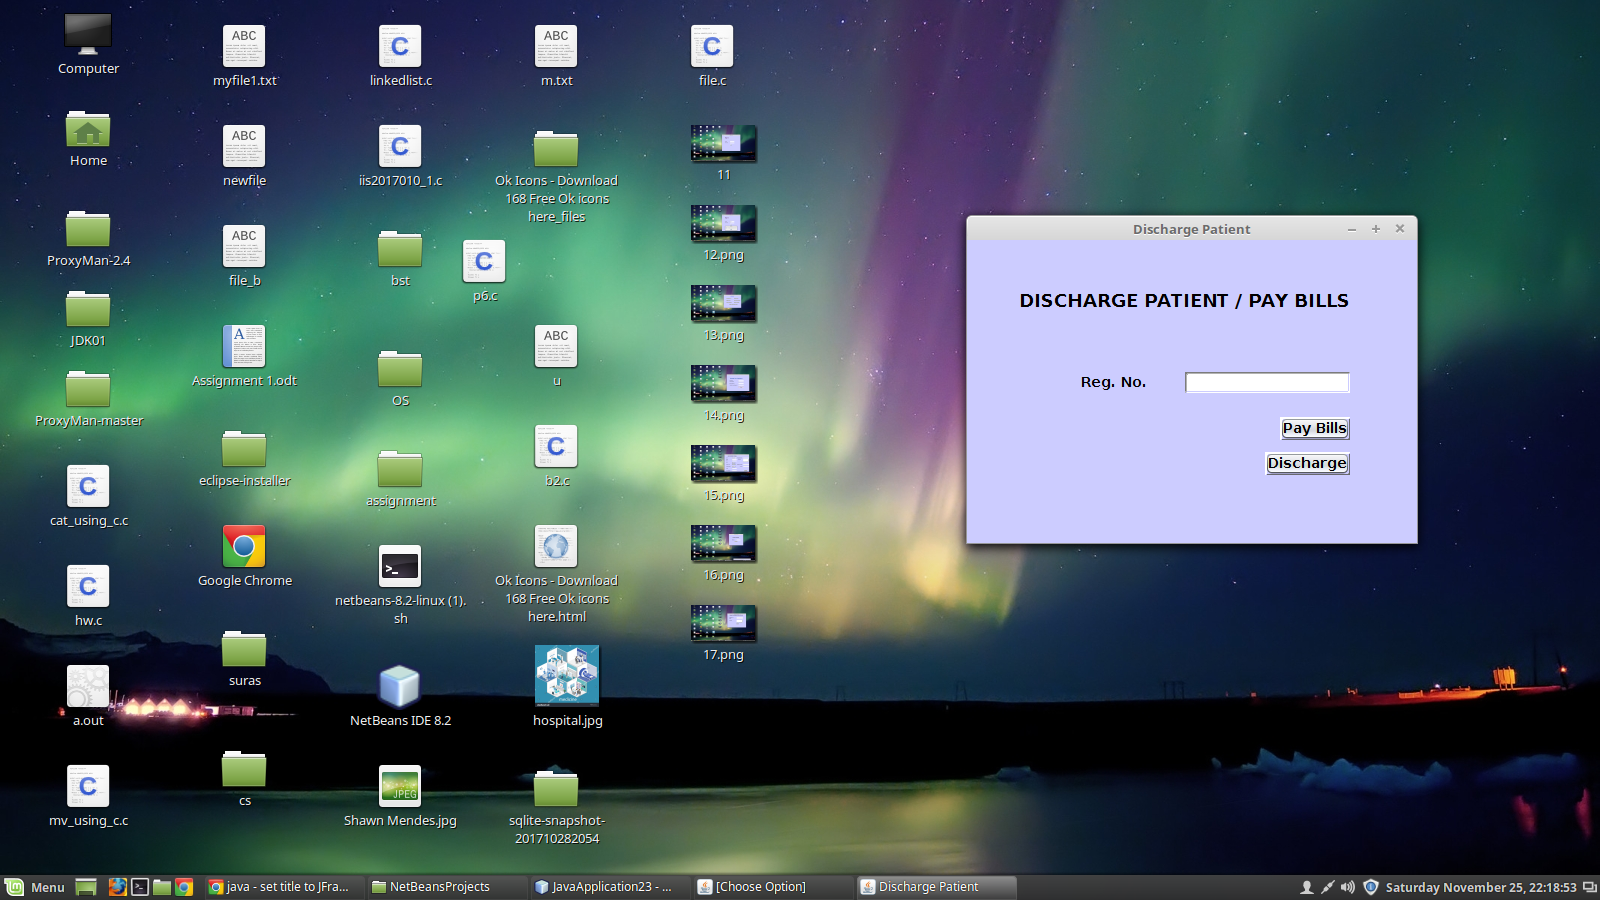 Computer
Home
ProxyMan-2.4
JDK01
ProxyMan-master
C
cat_using_c.c
C
hw.c
a.out
C
mv_using_c.c
ABC
myfile1.txt
ABC
newfile
ABC
file_b
A
Assignment 1.odt
eclipse-installer
Google Chrome
suras
cs
C
linkedlist.c
C
iis2017010_1.c
bst
C
p6.c
OS
assignment
>_
netbeans-8.2-linux (1).
sh
NetBeans IDE 8.2
JPEG
Shawn Mendes.jpg
ABC
m.txt
Ok Icons - Download
168 Free Ok icons
here_files
ABC
u
C
b2.c
Ok Icons - Download
168 Free Ok icons
here.html
hospital.jpg
sqlite-snapshot-
201710282054
C
file.c
11
12.png
13.png
14.png
15.png
16.png
17.png
Discharge Patient
DISCHARGE PATIENT / PAY BILLS
Reg. No.
Pay Bills
Discharge
Menu
java - set title to JFra...
NetBeansProjects
JavaApplication23 - ...
[Choose Option]
Discharge Patient
Saturday November 25, 22:18:53